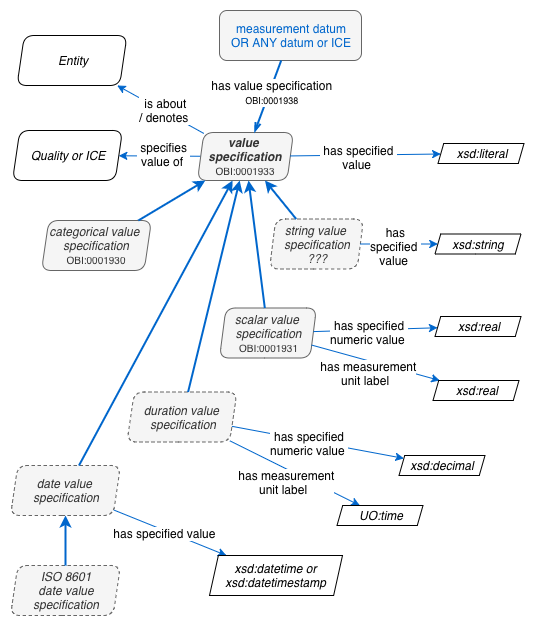 measurement datum
OR ANY datum or ICE
Entity
has value specification
OBI:0001938
is about
/ denotes
Quality or ICE
specifies
value of
value
specification
OBI:0001933
has specified
value
xsd:literal
categorical value
specification
OBI:0001930
string value
specification
???
has
specified
value
xsd:string
scalar value
specification
OBI:0001931
has specified
numeric value
xsd:real
has measurement
unit label
xsd:real
duration value
specification
has specified
numeric value
xsd:decimal
has measurement
unit label
UO:time
date value
specification
has specified value
xsd:datetime or
xsd:datetimestamp
ISO 8601
date value
specification